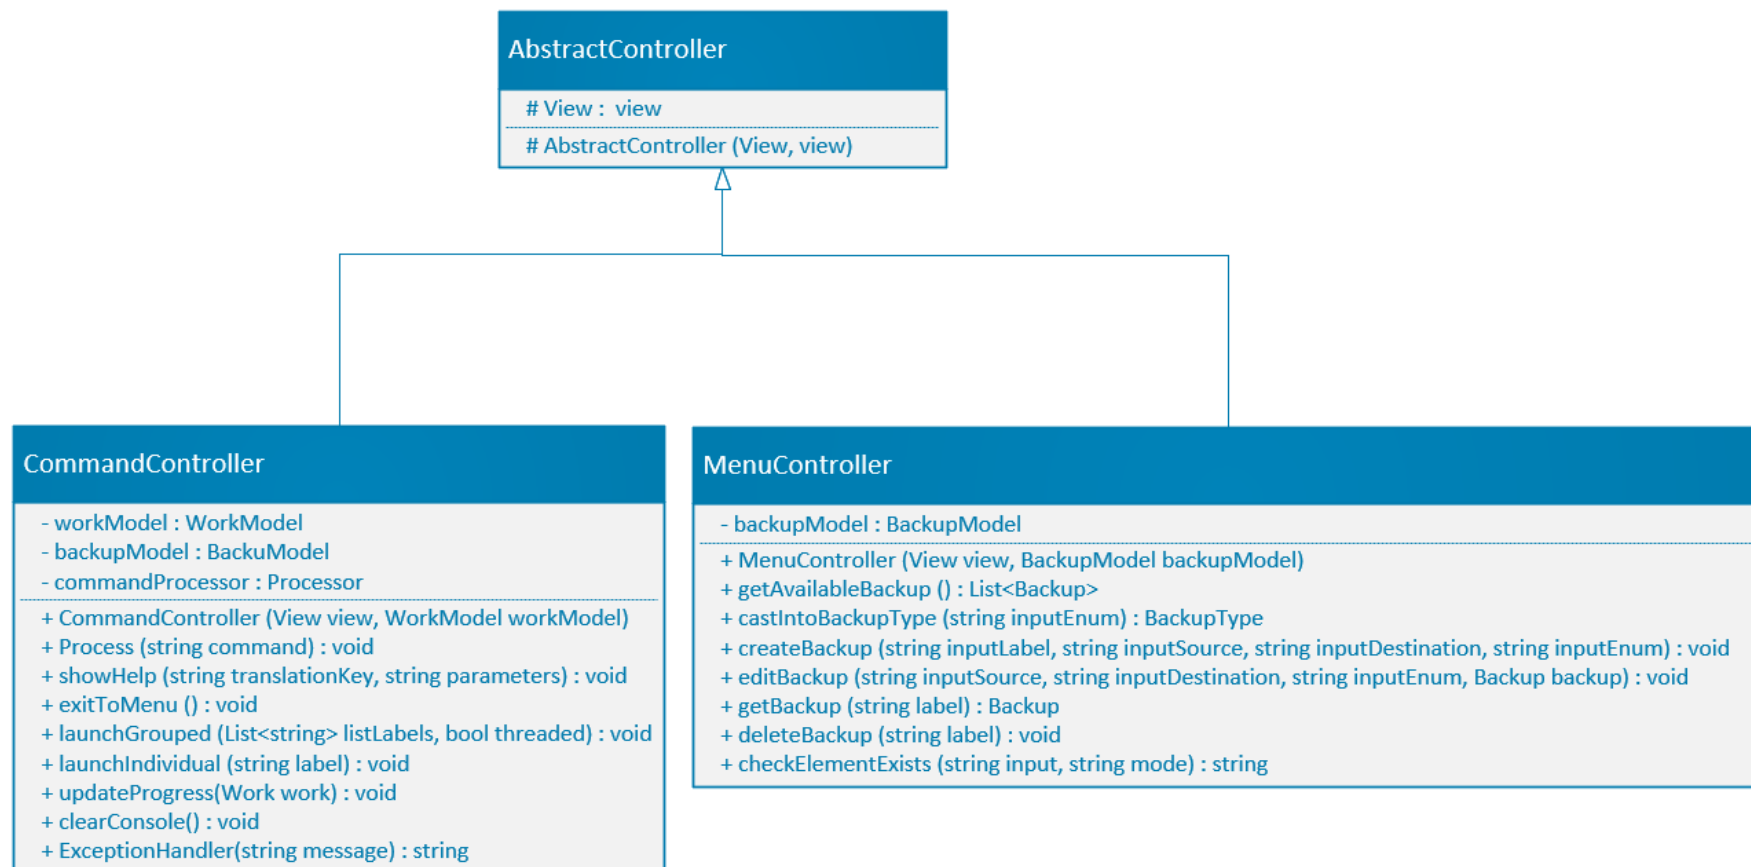 AbstractController
# View :  view
# AbstractController (View, view)
CommandController
- workModel : WorkModel
- backupModel : BackuModel
- commandProcessor : Processor
+ CommandController (View view, WorkModel workModel)
+ Process (string command) : void
+ showHelp (string translationKey, string parameters) : void
+ exitToMenu () : void
+ launchGrouped (List<string> listLabels, bool threaded) : void
+ launchIndividual (string label) : void
+ updateProgress(Work work) : void
+ clearConsole() : void
+ ExceptionHandler(string message) : string
MenuController
- backupModel : BackupModel
+ MenuController (View view, BackupModel backupModel)
+ getAvailableBackup () : List<Backup>
+ castIntoBackupType (string inputEnum) : BackupType
+ createBackup (string inputLabel, string inputSource, string inputDestination, string inputEnum) : void
+ editBackup (string inputSource, string inputDestination, string inputEnum, Backup backup) : void
+ getBackup (string label) : Backup
+ deleteBackup (string label) : void
+ checkElementExists (string input, string mode) : string